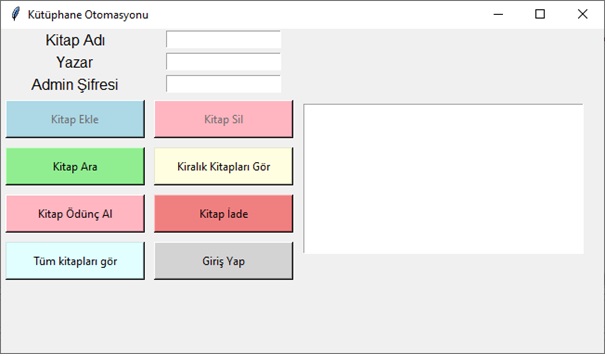 Kütüphane Otomasyonu
Kitap Adı
Yazar
Admin Şifresi
Kitap Ekle
Kitap Sil
Kitap Ara
Kiralık Kitapları Gör
Kitap Ödünç Al
Kitap İade
Tüm kitapları gör
Giriş Yap